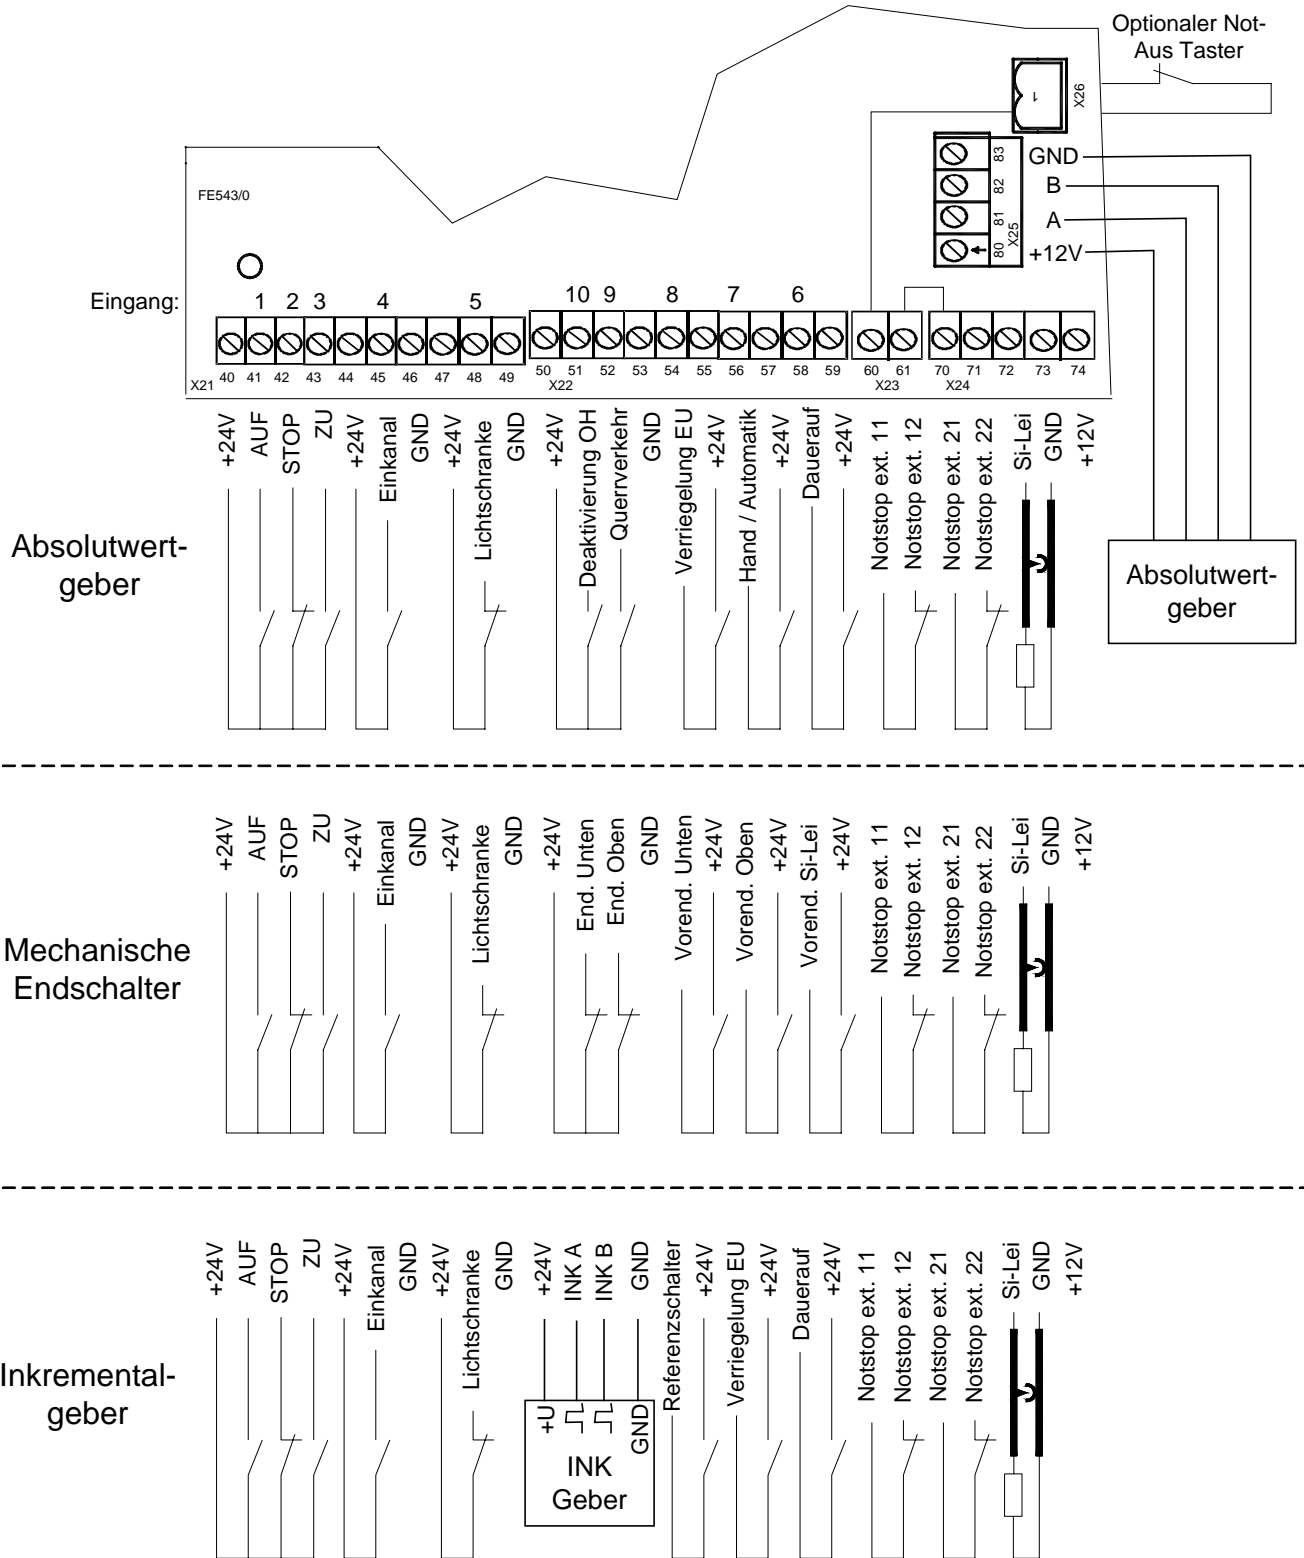 Optionaler Not-
Aus Taster
1
X26
FE543/0
83
82
81
80
X25
GND
B
A
+12V
Eingang:
1 2 3 4 5 10 9 8 7 6
40 41 42 43 44 45 46 47 48 49 50 51 52 53 54 55 56 57 58 59 60 61 70 71 72 73 74
X21 X22 X23 X24
+24V
AUF
STOP
ZU
+24V
Einkanal
GND
+24V
Lichtschranke
GND
+24V
Deaktivierung OH
Querrverkehr
GND
Verriegelung EU
+24V
Hand / Automatik
+24V
Dauerauf
+24V
Notstop ext. 11
Notstop ext. 12
Notstop ext. 21
Notstop ext. 22
Si-Lei
GND
+12V
Absolutwert-
geber
Absolutwert-
geber
+24V
AUF
STOP
ZU
+24V
Einkanal
GND
+24V
Lichtschranke
GND
+24V
End. Unten
End. Oben
GND
Vorend. Unten
+24V
Vorend. Oben
+24V
Vorend. Si-Lei
+24V
Notstop ext. 11
Notstop ext. 12
Notstop ext. 21
Notstop ext. 22
Si-Lei
GND
+12V
Mechanische
Endschalter
+24V
AUF
STOP
ZU
+24V
Einkanal
GND
+24V
Lichtschranke
GND
+24V
INK A
INK B
GND
Referenzschalter
+24V
Verriegelung EU
+24V
Dauerauf
+24V
Notstop ext. 11
Notstop ext. 12
Notstop ext. 21
Notstop ext. 22
Si-Lei
GND
+12V
Inkremental-
geber
+U
GND
INK
Geber